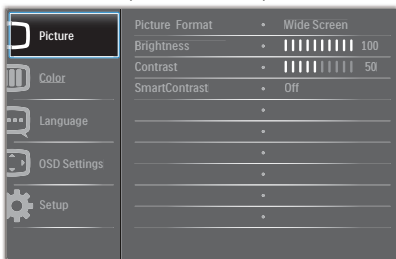 Picture
Color
Language
OSD Settings
Setup
Picture Format • Wide Screen
Brightness • 100
Contrast • 50
SmartContrast • Off